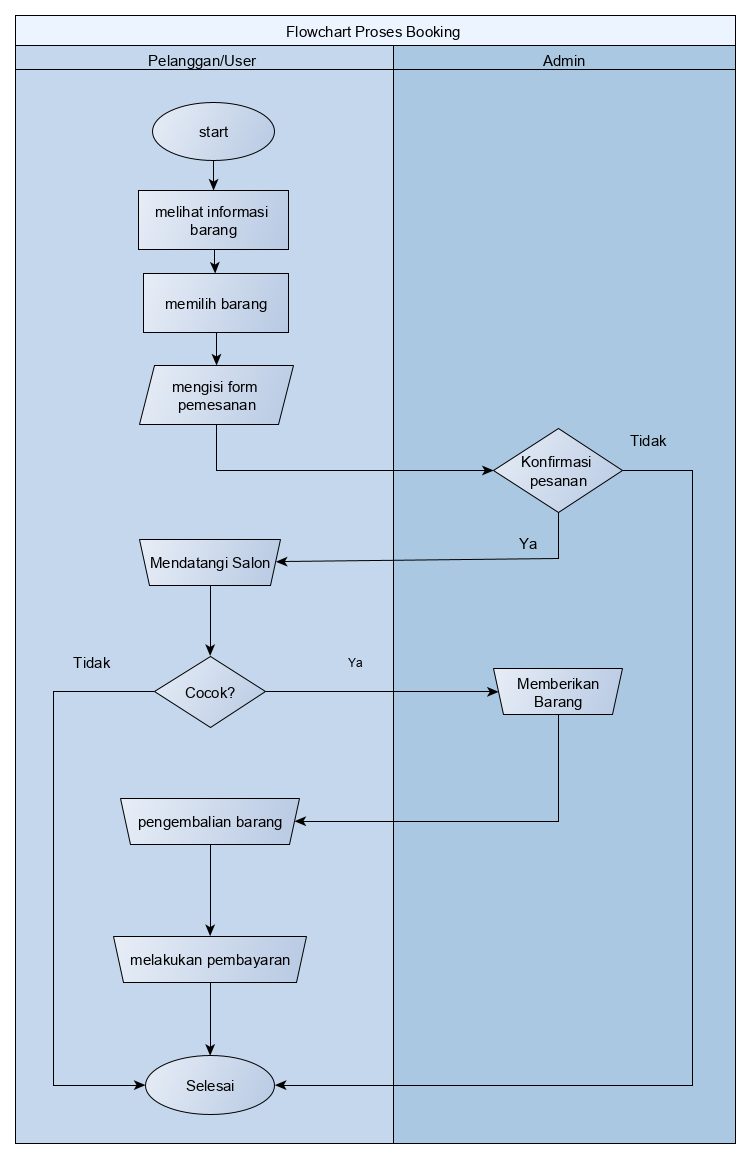 Flowchart Proses Booking
Pelanggan/User
Admin
start
melihat informasi
barang
memilih barang
mengisi form
pemesanan
Konfirmasi
pesanan
Tidak
Ya
Mendatangi Salon
Tidak
Cocok?
Ya
Memberikan
Barang
pengembalian barang
melakukan pembayaran
Selesai